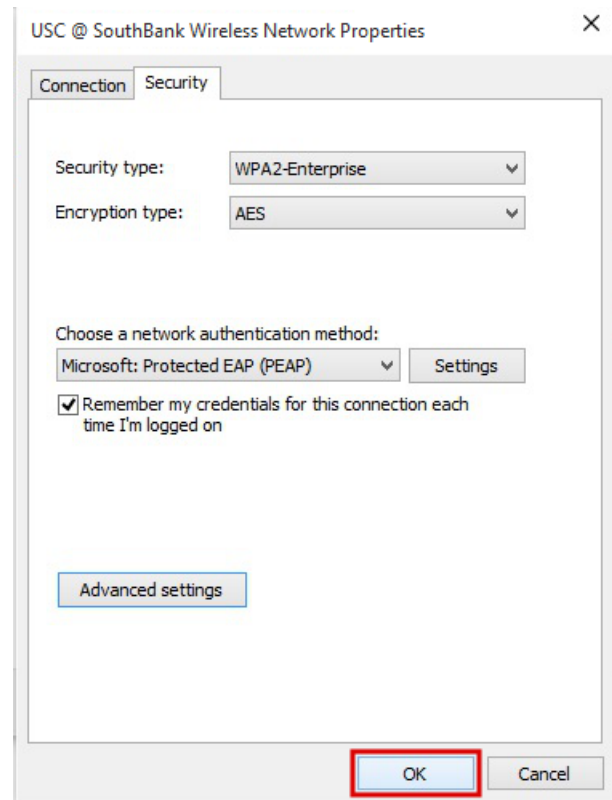 USC @ SouthBank Wireless Network Properties
Connection Security
Security type: WPA2-Enterprise
Encryption type: AES
Choose a network authentication method:
Microsoft: Protected EAP (PEAP) Settings
Remember my credentials for this connection each
time I'm logged on
Advanced settings
OK Cancel